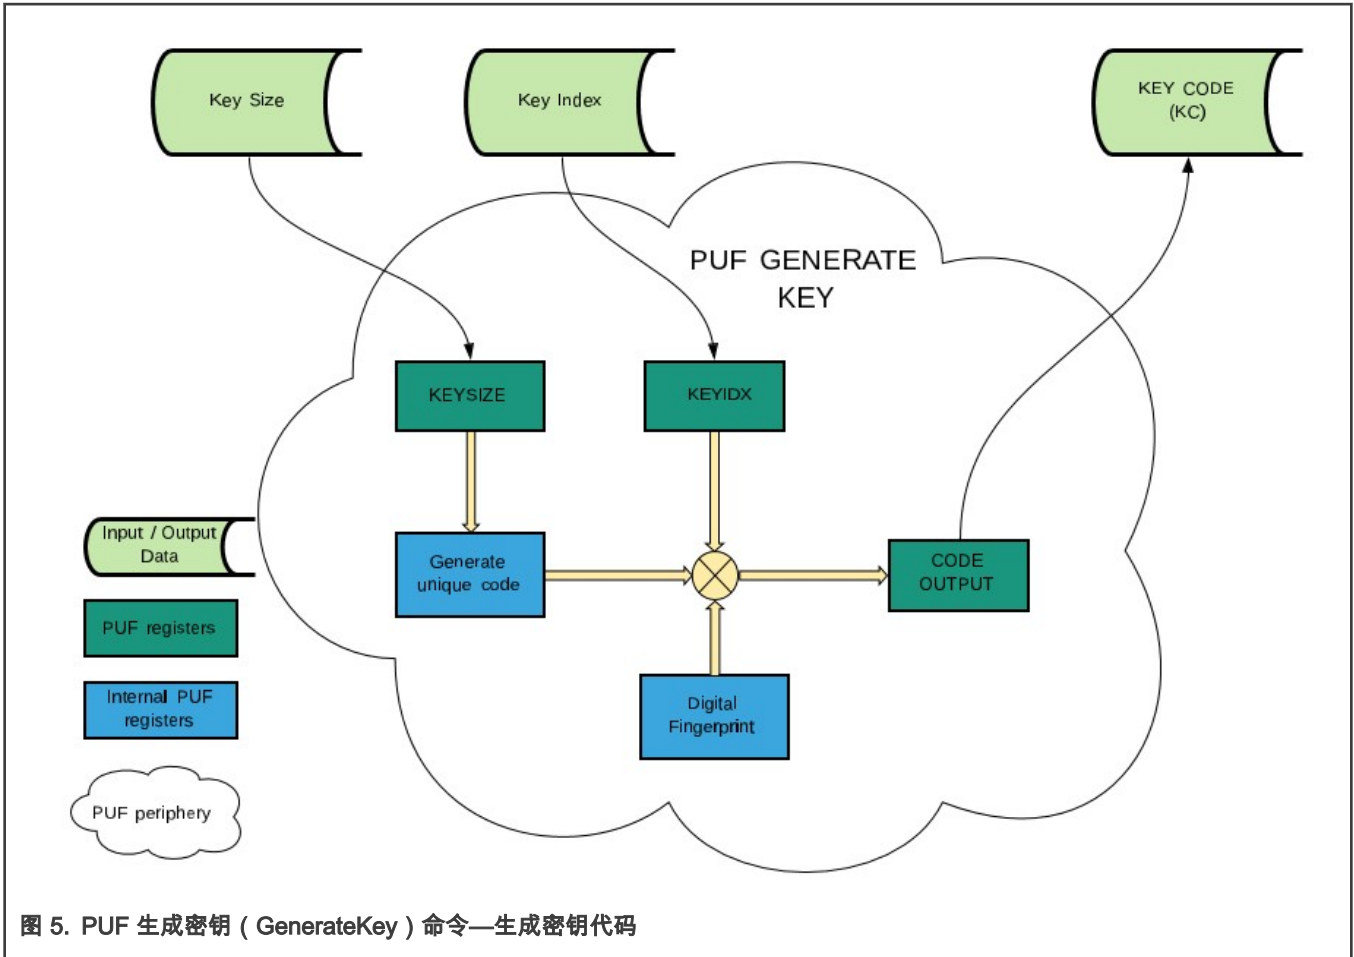 Key Size
Key Index
KEY CODE
(KC)
PUF GENERATE
KEY
KEYSIZE
KEYIDX
Input / Output
Data
Generate
unique code
CODE
OUTPUT
PUF registers
Internal PUF
registers
Digital
Fingerprint
PUF periphery
图 5. PUF 生成密钥（GenerateKey）命令—生成密钥代码